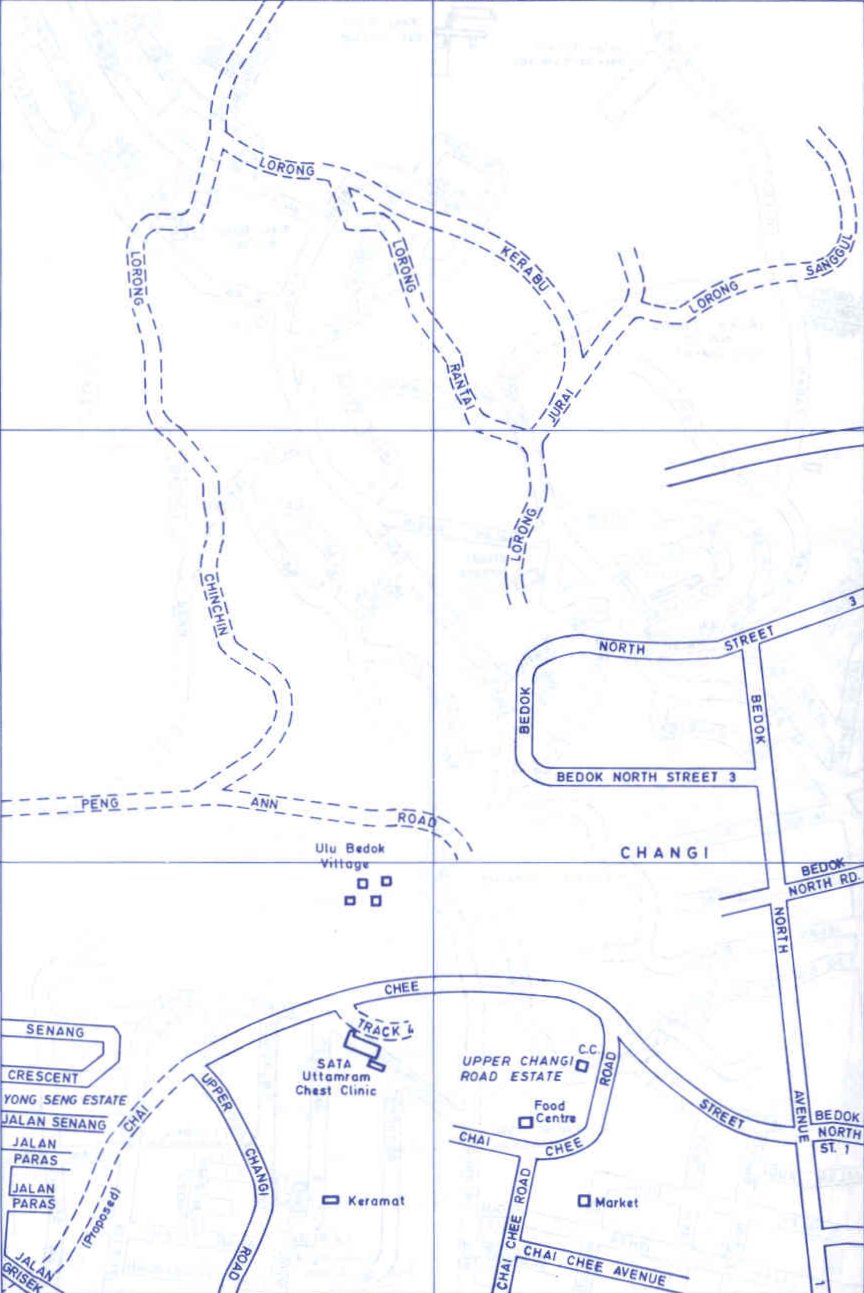 LORONG
LORONG
KERABU
LORONG
SANGGUL
LORONG
RANTAI
JURAI
LORONG
CHINCHIN
3
STREET
NORTH
BEDOK
BEDOK
BEDOK NORTH STREET 3
PENG
ANN
ROAD
Ulu Bedok
Village
CHANGI
BEDOK
NORTH RD.
NORTH
CHEE
TRACK 4
SENANG
SATA
Uttamram
Chest Clinic
UPPER CHANGI
ROAD ESTATE
C.C.
ROAD
CRESCENT
YONG SENG ESTATE
CHAI
UPPER
JALAN SENANG
Food
Centre
STREET
AVENUE
BEDOK
NORTH
ST. 1
JALAN
PARAS
CHAI
CHEE
CHANGI
JALAN
PARAS
(Proposed)
Keramat
Market
CHAI CHEE ROAD
CHAI CHEE AVENUE
JALAN
GRISEK
ROAD
1